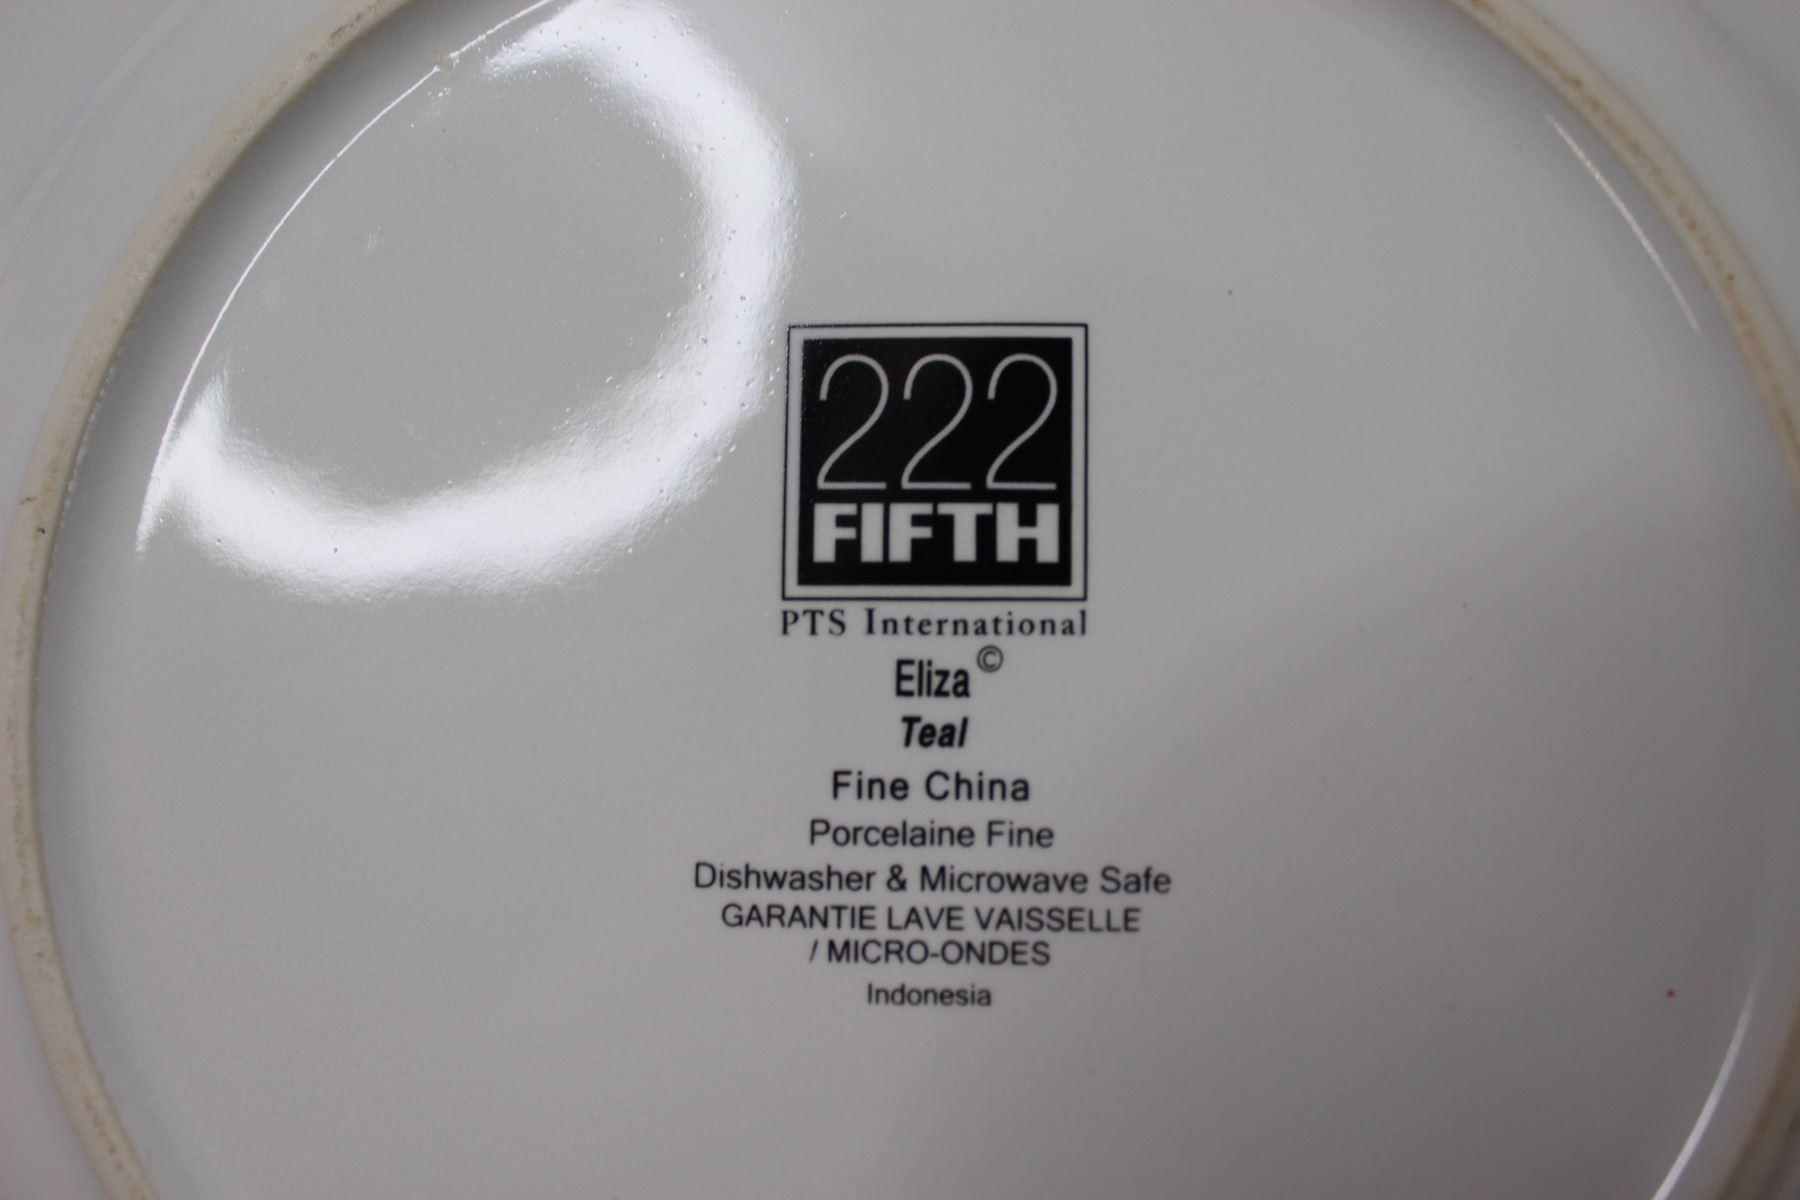 222
FIFTH
PTS International
Eliza©
Teal
Fine China
Porcelaine Fine
Dishwasher & Microwave Safe
GARANTIE LAVE VAISSELLE
/ MICRO-ONDES
Indonesia